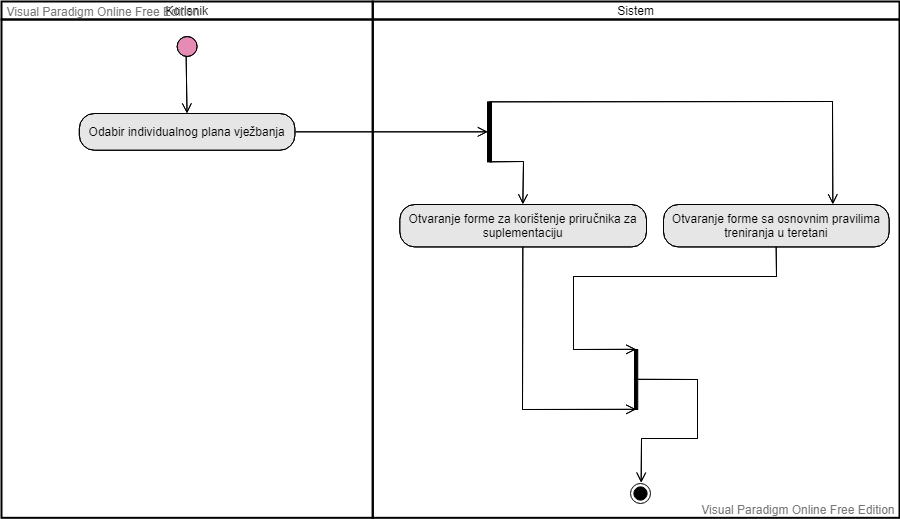 Visual Paradigm Online Free Edition
Korisnik
Sistem
Odabir individualnog plana vježbanja
Otvaranje forme za korištenje priručnika za
suplementaciju
Otvaranje forme sa osnovnim pravilima
treniranja u teretani
Visual Paradigm Online Free Edition